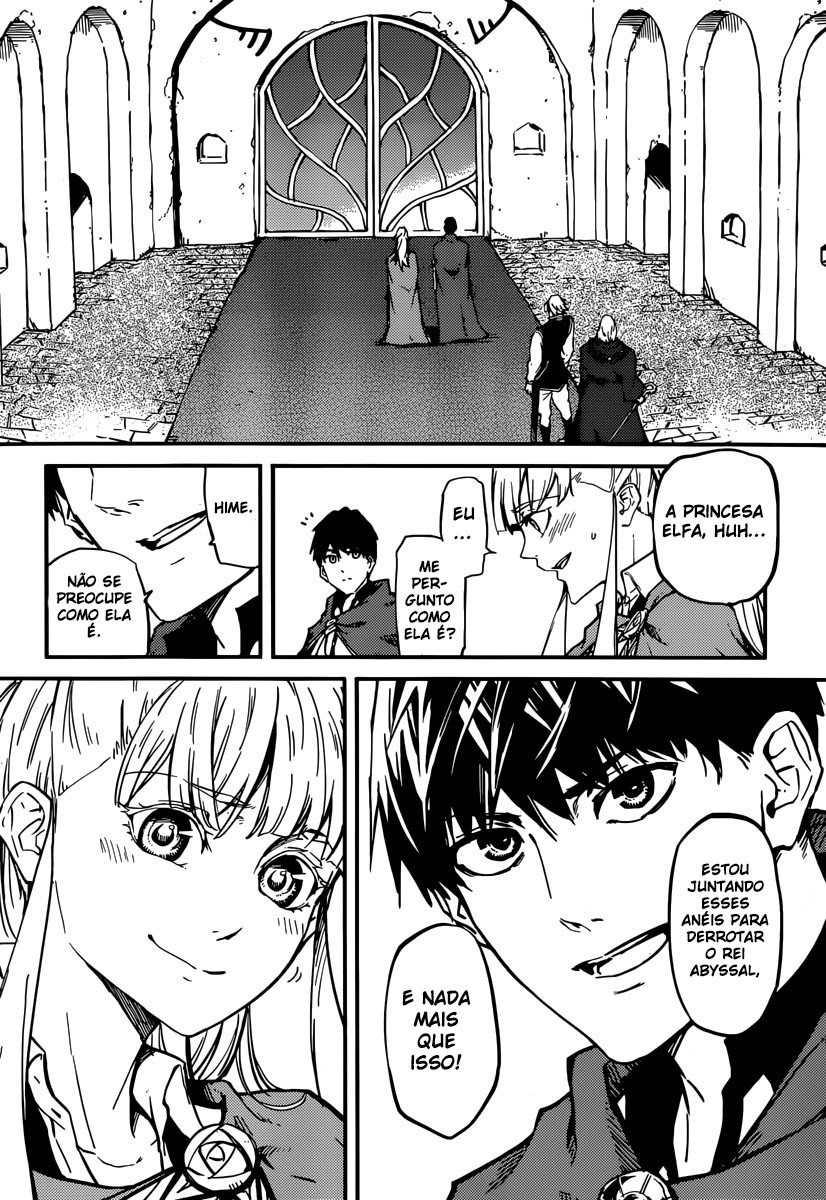 A PRINCESA
ELFA, HUH...
EU
...
ME
PER-
GUNTO
COMO
ELA É?
HIME.
NÃO SE
PREOCUPE
COMO ELA
É.
ESTOU
JUNTANDO
ESSES
ANÉIS PARA
DERROTAR
O REI
ABYSSAL,
E NADA
MAIS
QUE
ISSO!